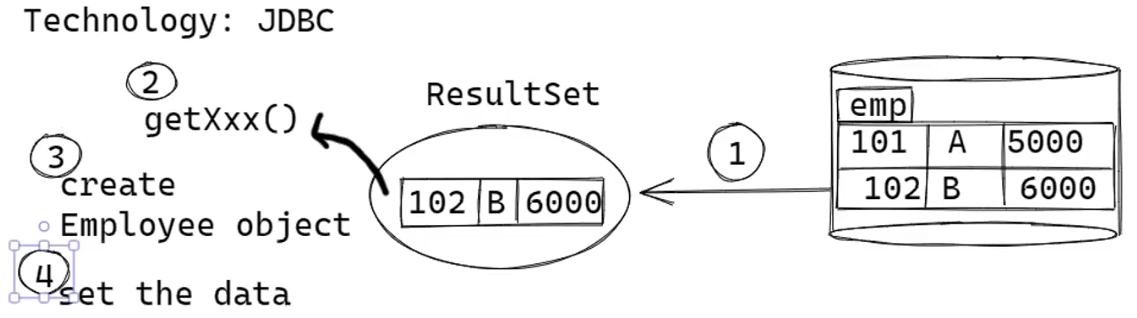 Technology: JDBC
2
getXxx()
ResultSet
3
create
Employee object
4
set the data
102 B 6000
1
emp
101 A 5000
102 B 6000